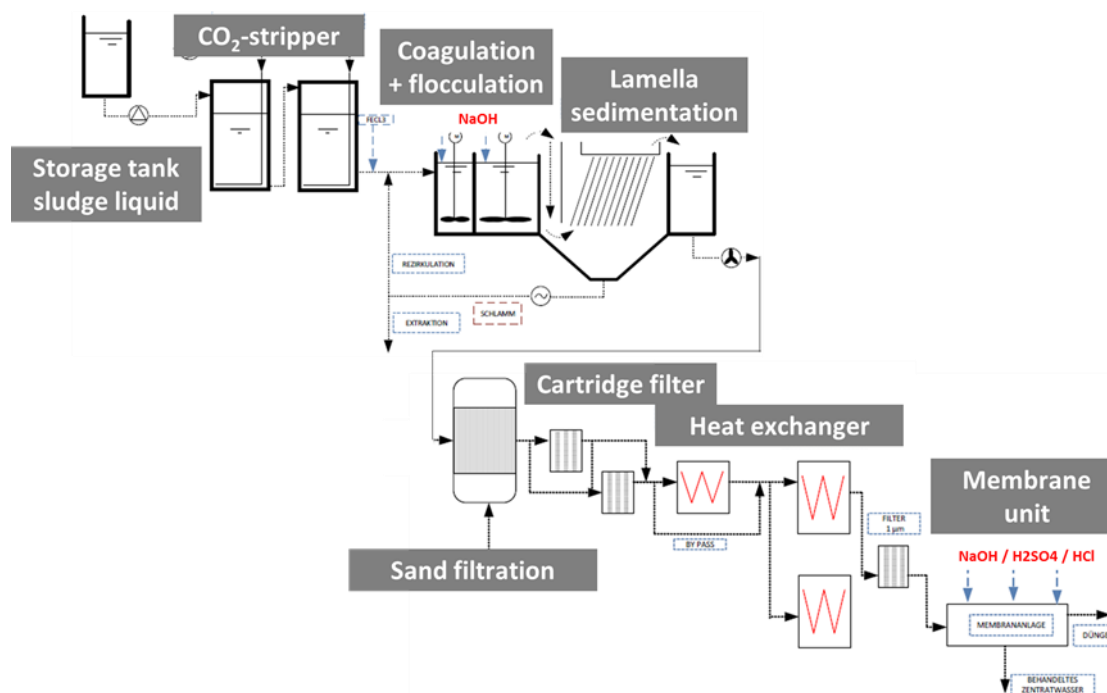 CO₂-stripper
Coagulation
+ flocculation
Lamella
sedimentation
NaOH
FECL3
M
M
Storage tank
sludge liquid
REZIRKULATION
SCHLAMM
EXTRAKTION
Cartridge filter
Heat exchanger
Membrane
unit
FILTER
1 µm
BY PASS
Sand filtration
NaOH / H2SO4 / HCl
MEMBRANANLAGE
DÜNGE
BEHANDELTES
ZENTRATWASSER